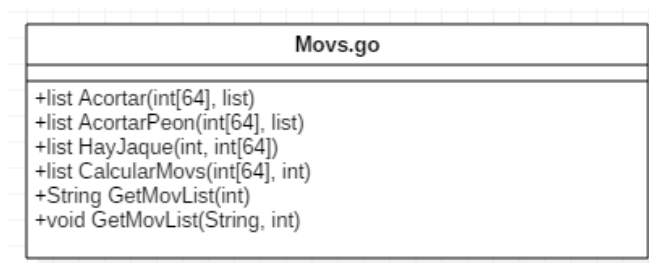 Movs.go
+list Acortar(int[64], list)
+list AcortarPeon(int[64], list)
+list HayJaque(int, int[64])
+list CalcularMovs(int[64], int)
+String GetMovList(int)
+void GetMovList(String, int)